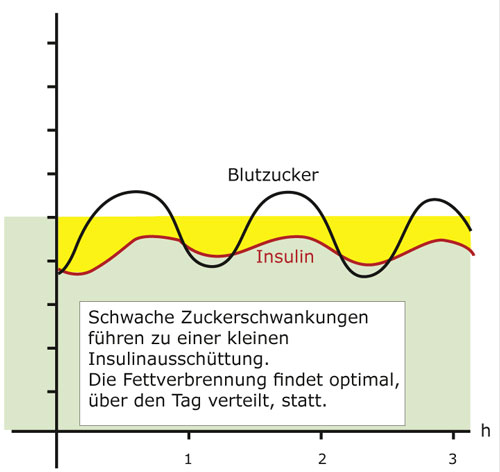 Blutzucker
Insulin
Schwache Zuckerschwankungen
führen zu einer kleinen
Insulinausschüttung.
Die Fettverbrennung findet optimal,
über den Tag verteilt, statt.
h
1
2
3